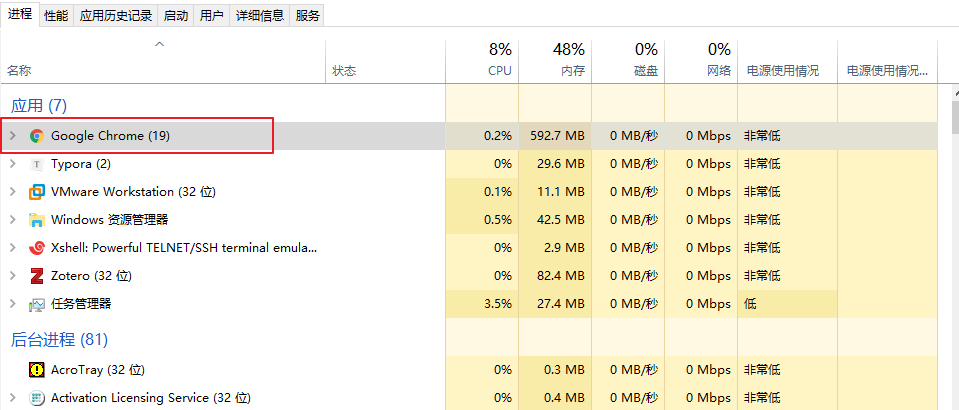 进程 性能 应用历史记录 启动 用户 详细信息 服务
8% 48% 0% 0%
名称 状态 CPU 内存 磁盘 网络 电源使用情况 电源使用情况...
应用 (7)
Google Chrome (19) 0.2% 592.7 MB 0 MB/秒 0 Mbps 非常低
Typora (2) 0% 29.6 MB 0 MB/秒 0 Mbps 非常低
VMware Workstation (32 位) 0.1% 11.1 MB 0 MB/秒 0 Mbps 非常低
Windows 资源管理器 0.5% 42.5 MB 0 MB/秒 0 Mbps 非常低
Xshell: Powerful TELNET/SSH terminal emula... 0% 2.9 MB 0 MB/秒 0 Mbps 非常低
Zotero (32 位) 0% 82.4 MB 0 MB/秒 0 Mbps 非常低
任务管理器 3.5% 27.4 MB 0 MB/秒 0 Mbps 低
后台进程 (81)
AcroTray (32 位) 0% 0.3 MB 0 MB/秒 0 Mbps 非常低
Activation Licensing Service (32 位) 0% 0.4 MB 0 MB/秒 0 Mbps 非常低